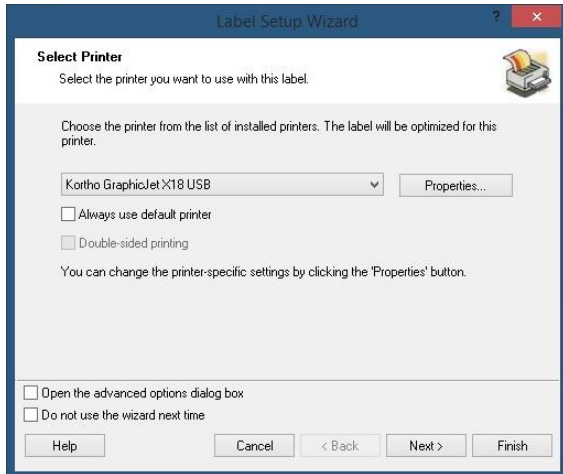 Label Setup Wizard
?
Select Printer
Select the printer you want to use with this label.
Choose the printer from the list of installed printers. The label will be optimized for this
printer.
Kortho GraphicJet X18 USB
Properties...
Always use default printer
Double-sided printing
You can change the printer-specific settings by clicking the 'Properties' button.
Open the advanced options dialog box
Do not use the wizard next time
Help
Cancel
< Back
Next >
Finish